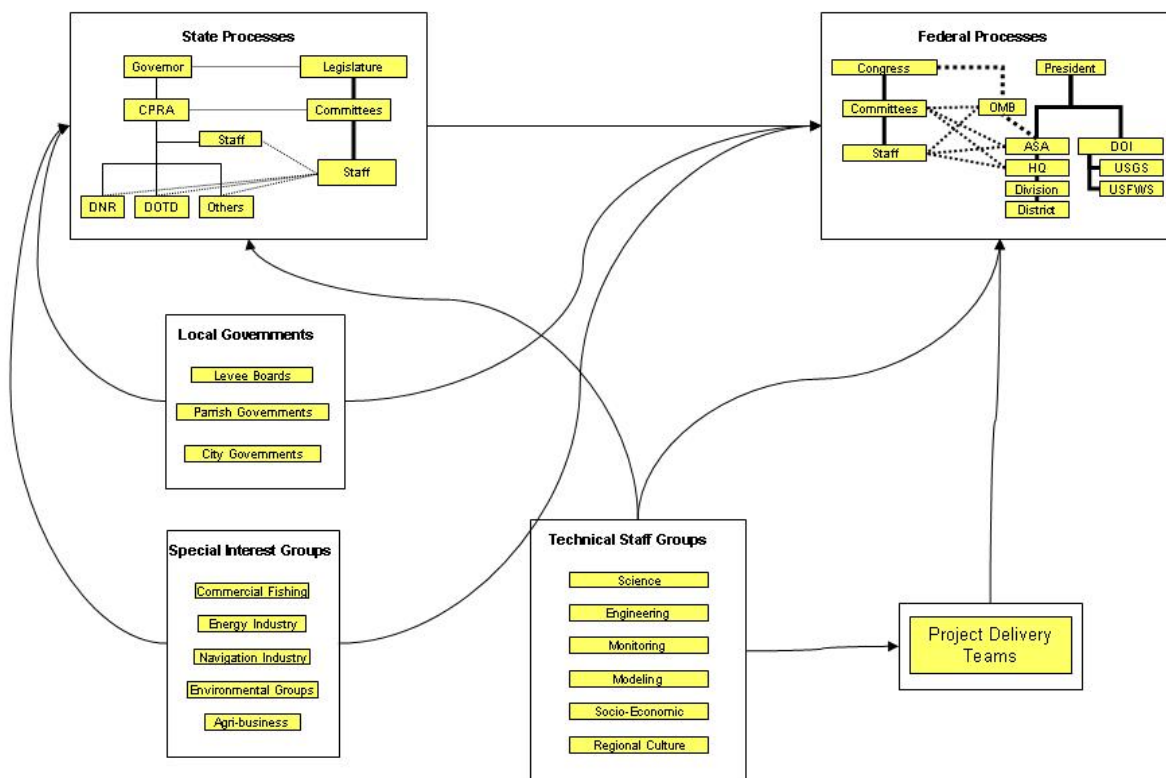 State Processes
Governor
Legislature
CPRA
Committees
Staff
Staff
DNR
DOTD
Others
Federal Processes
Congress
President
Committees
OMB
Staff
ASA
DOI
HQ
USGS
Division
USFWS
District
Local Governments
Levee Boards
Parrish Governments
City Governments
Special Interest Groups
Commercial Fishing
Energy Industry
Navigation Industry
Environmental Groups
Agri-business
Technical Staff Groups
Science
Engineering
Monitoring
Modeling
Socio-Economic
Regional Culture
Project Delivery
Teams